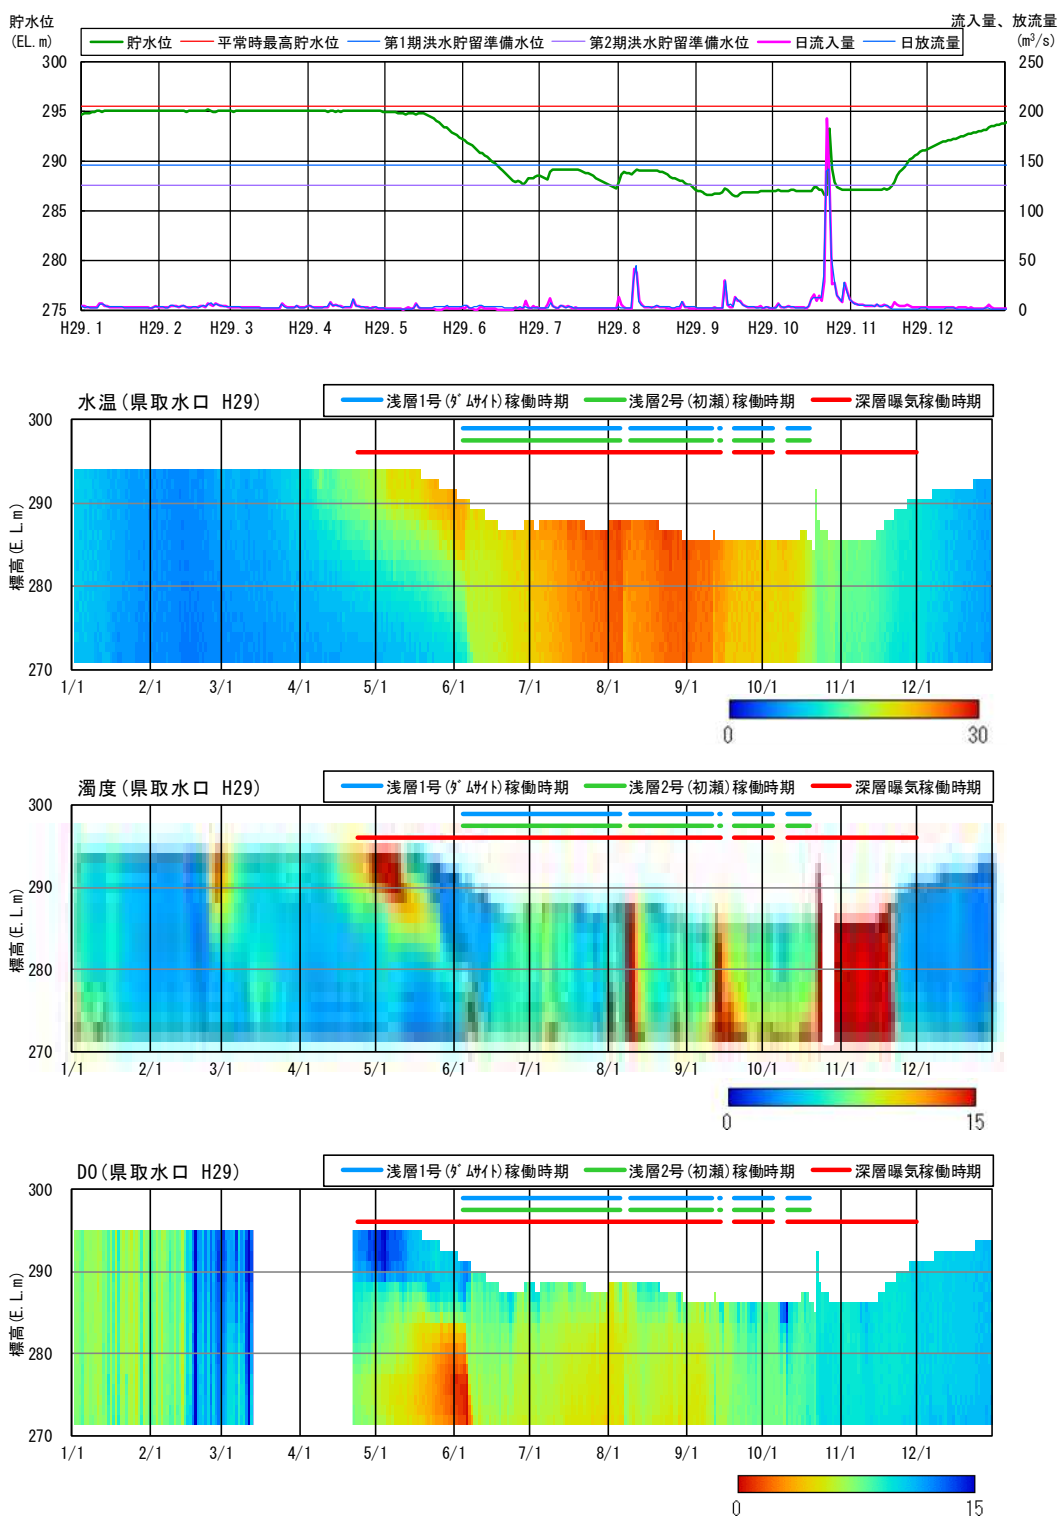 貯水位 流入量、放流量
(EL.m) (m³/s)
貯水位 平常時最高貯水位 第1期洪水貯留準備水位 第2期洪水貯留準備水位 日流入量 日放流量
300 250
295 200
290 150
285 100
280 50
275 0
H29.1 H29.2 H29.3 H29.4 H29.5 H29.6 H29.7 H29.8 H29.9 H29.10 H29.11 H29.12
水温(県取水口 H29) 浅層1号(ダムサイト)稼働時期 浅層2号(初瀬)稼働時期 深層曝気稼働時期
300
290
280
270
標高(E.L.m)
1/1 2/1 3/1 4/1 5/1 6/1 7/1 8/1 9/1 10/1 11/1 12/1
0 30
濁度(県取水口 H29) 浅層1号(ダムサイト)稼働時期 浅層2号(初瀬)稼働時期 深層曝気稼働時期
300
290
280
270
標高(E.L.m)
1/1 2/1 3/1 4/1 5/1 6/1 7/1 8/1 9/1 10/1 11/1 12/1
0 15
DO(県取水口 H29) 浅層1号(ダムサイト)稼働時期 浅層2号(初瀬)稼働時期 深層曝気稼働時期
300
290
280
270
標高(E.L.m)
1/1 2/1 3/1 4/1 5/1 6/1 7/1 8/1 9/1 10/1 11/1 12/1
0 15